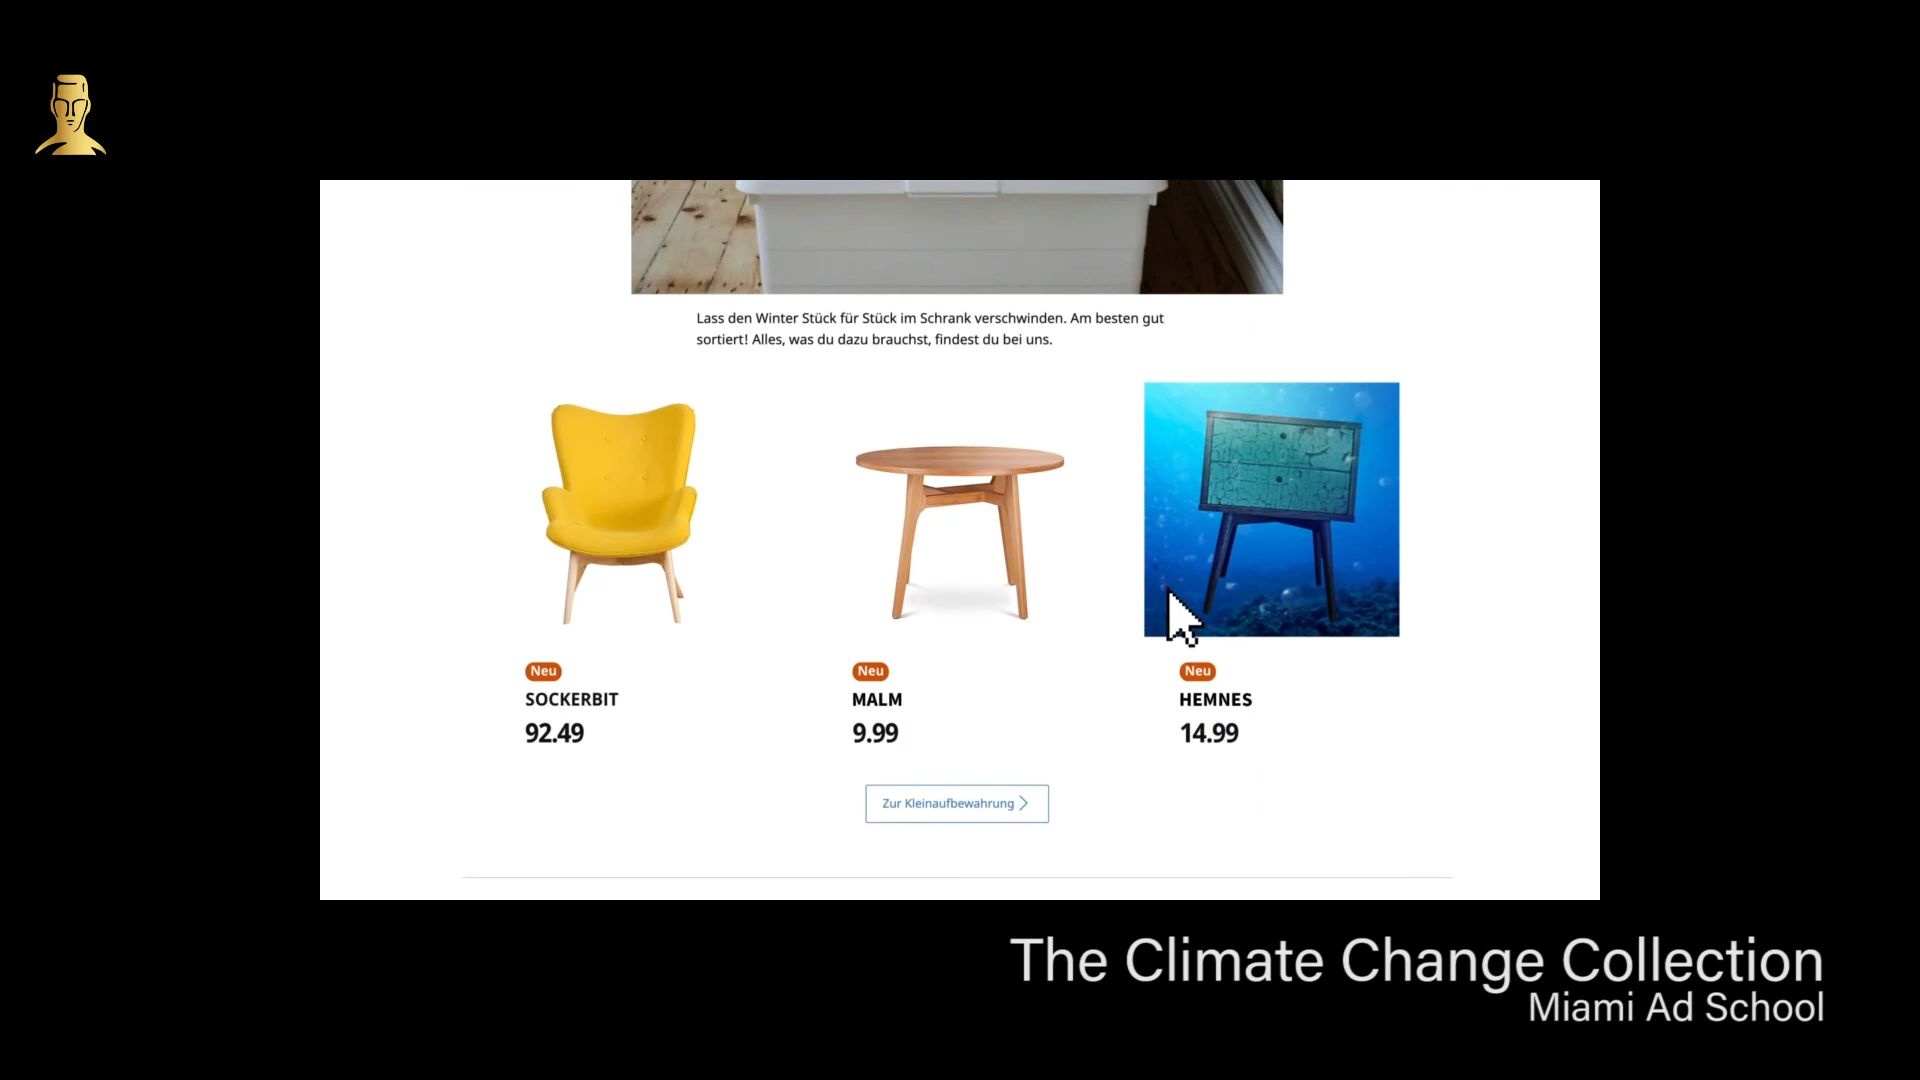 Lass den Winter Stück für Stück im Schrank verschwinden. Am besten gut
sortiert! Alles, was du dazu brauchst, findest du bei uns.
Neu
SOCKERBIT
92.49
Neu
MALM
9.99
Neu
HEMNES
14.99
Zur Kleinaufbewahrung
The Climate Change Collection
Miami Ad School